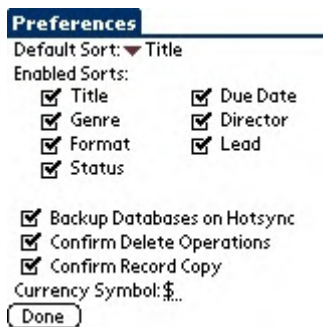 Preferences
Default Sort: Title
Enabled Sorts:
Title Due Date
Genre Director
Format Lead
Status
Backup Databases on Hotsync
Confirm Delete Operations
Confirm Record Copy
Currency Symbol: $
Done